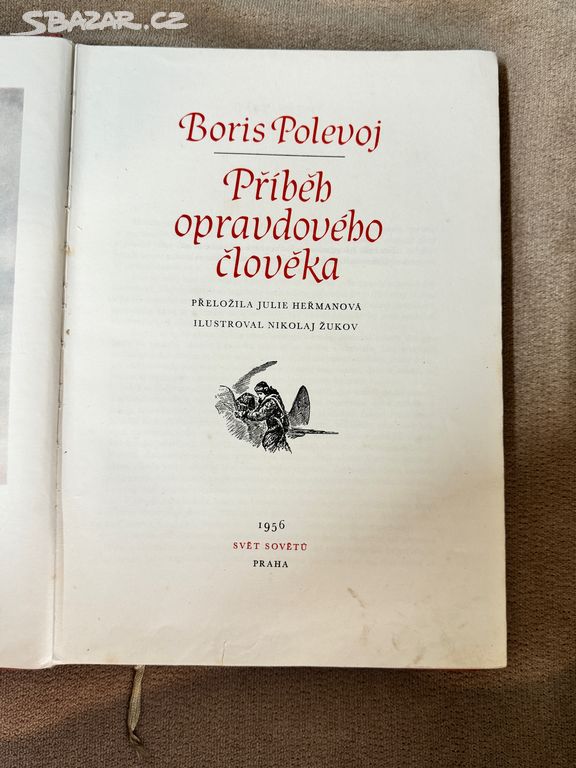 SBAZAR.CZ
Boris Polevoj
Příběh
opravdového
člověka
PŘELOŽILA JULIE HEŘMANOVÁ
ILUSTROVAL NIKOLAJ ŽUKOV
1956
SVĚT SOVĚTŮ
PRAHA